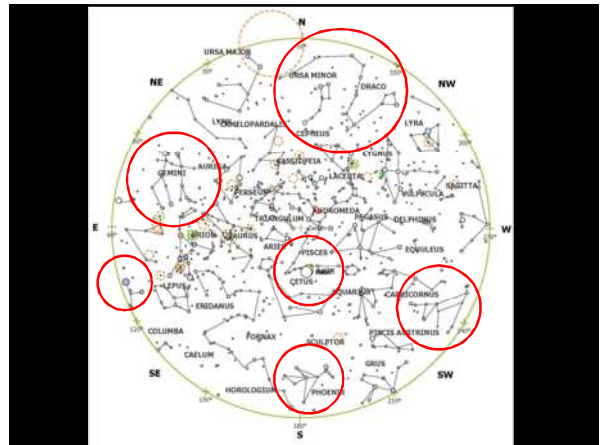 N
URSA MAJOR
NE
URSA MINOR
NW
DRACO
LYNX
CAMELOPARDALIS
LYRA
CEPHEUS
CYGNUS
CASSIOPEIA
AURIGA
GEMINI
LACERTA
SAGITTA
PERSEUS
VULPECULA
ANDROMEDA
TRIANGULUM
PEGASUS
DELPHINUS
E
W
ORION
TAURUS
ARIES
PISCES
EQUULEUS
CETUS
LEPUS
AQUARIUS
CAPRICORNUS
ERIDANUS
COLUMBA
FORNAX
SCULPTOR
PISCIS AUSTRINUS
CAELUM
GRUS
SE
SW
HOROLOGIUM
PHOENIX
180°
S